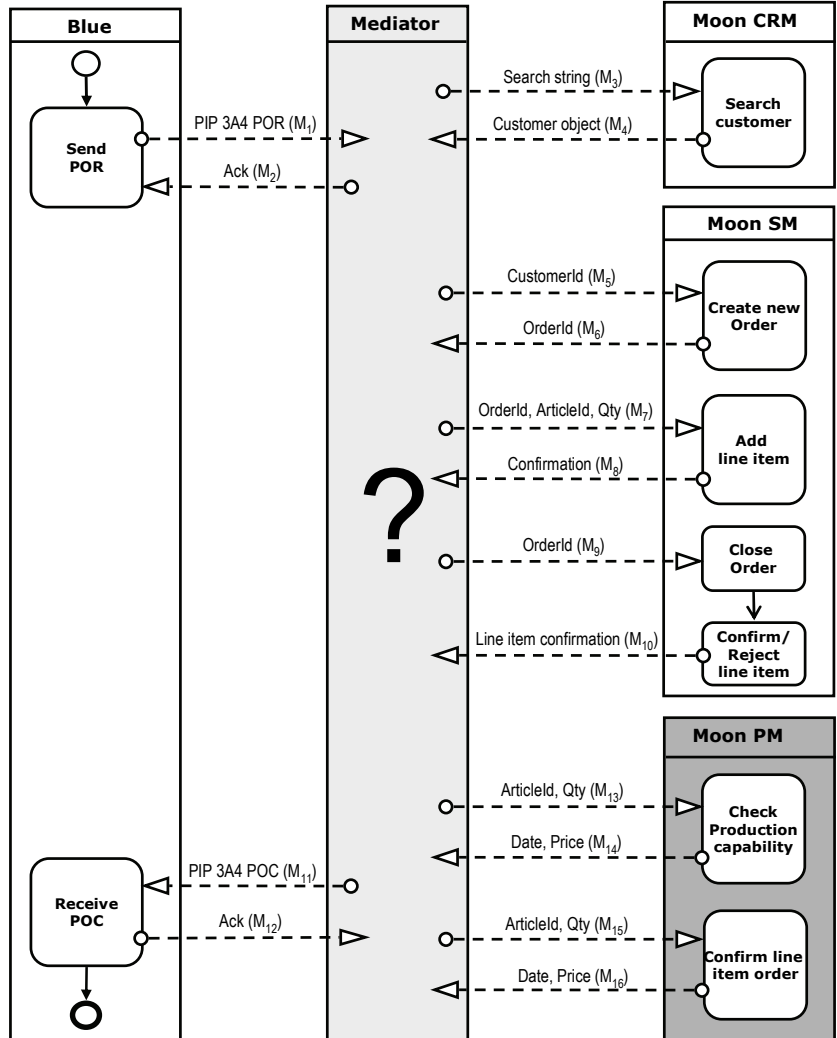 Blue
Mediator
Moon CRM
Search string (M3)
Search
customer
PIP 3A4 POR (M1)
Customer object (M4)
Send
POR
Ack (M2)
Moon SM
CustomerId (M5)
Create new
Order
OrderId (M6)
OrderId, ArticleId, Qty (M7)
Add
line item
Confirmation (M8)
?
OrderId (M9)
Close
Order
Line item confirmation (M10)
Confirm/
Reject
line item
Moon PM
ArticleId, Qty (M13)
Check
Production
capability
Date, Price (M14)
PIP 3A4 POC (M11)
Receive
POC
Ack (M12)
ArticleId, Qty (M15)
Confirm line
item order
Date, Price (M16)